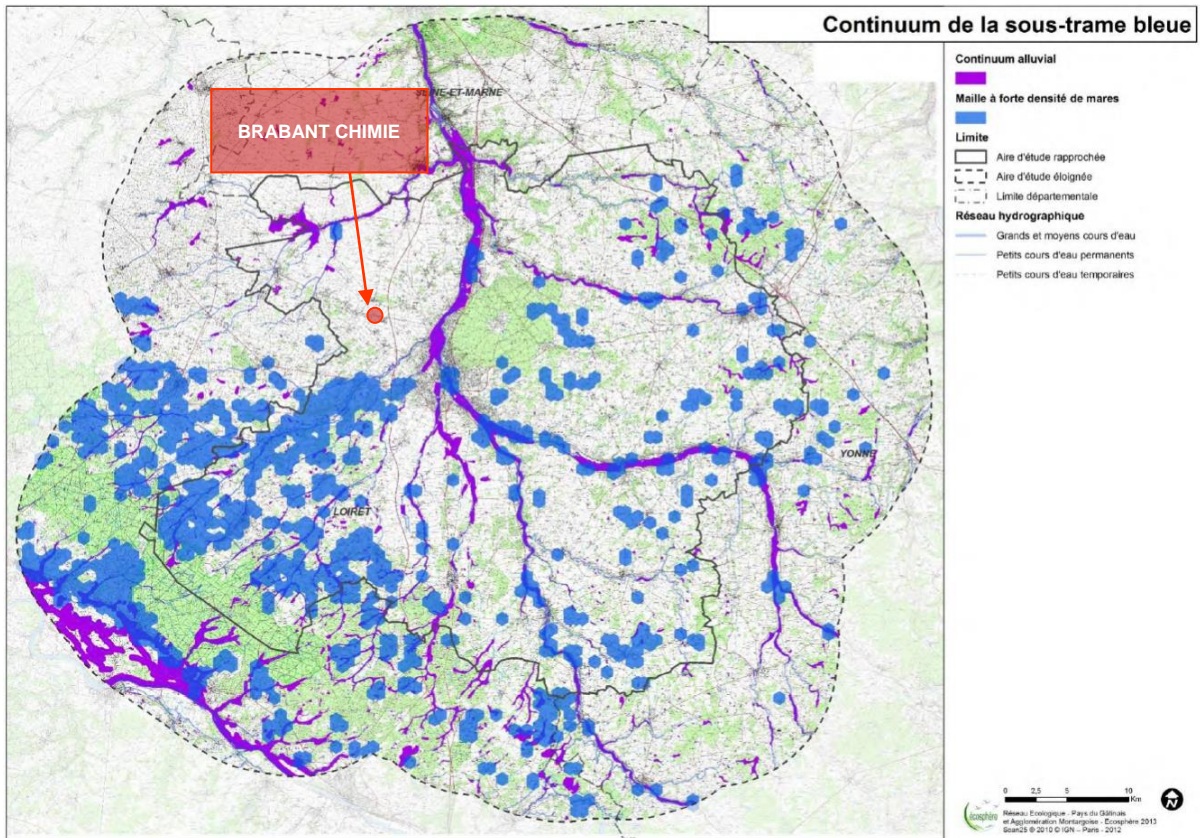 Continuum de la sous-trame bleue
SEINE-ET-MARNE
BRABANT CHIMIE
YONNE
LOIRET
Continuum alluvial
Maille à forte densité de mares
Limite
Aire d'étude rapprochée
Aire d'étude éloignée
Limite départementale
Réseau hydrographique
Grands et moyens cours d'eau
Petits cours d'eau permanents
Petits cours d'eau temporaires
0 2,5 5 10
Km
N
écosphère
Réseau Ecologique - Pays du Gâtinais
et Agglomération Montargoise - Ecosphère 2013
Scan25 ® 2010 © IGN – Paris - 2012